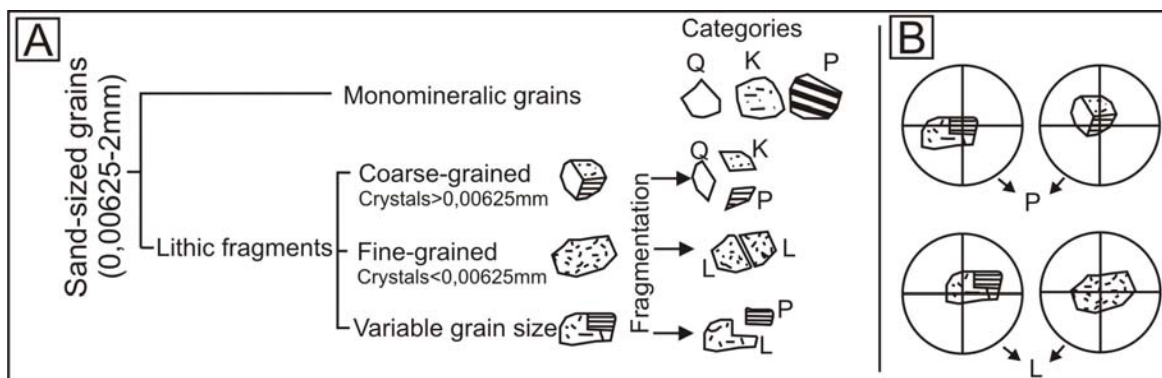 A
Sand-sized grains
(0,00625-2mm)
Categories
Q K P
Monomineralic grains
Coarse-grained
Crystals>0,00625mm
Q K
P
Lithic fragments
Fine-grained
Crystals<0,00625mm
L L
Variable grain size
P
L
Fragmentation
B
P
L